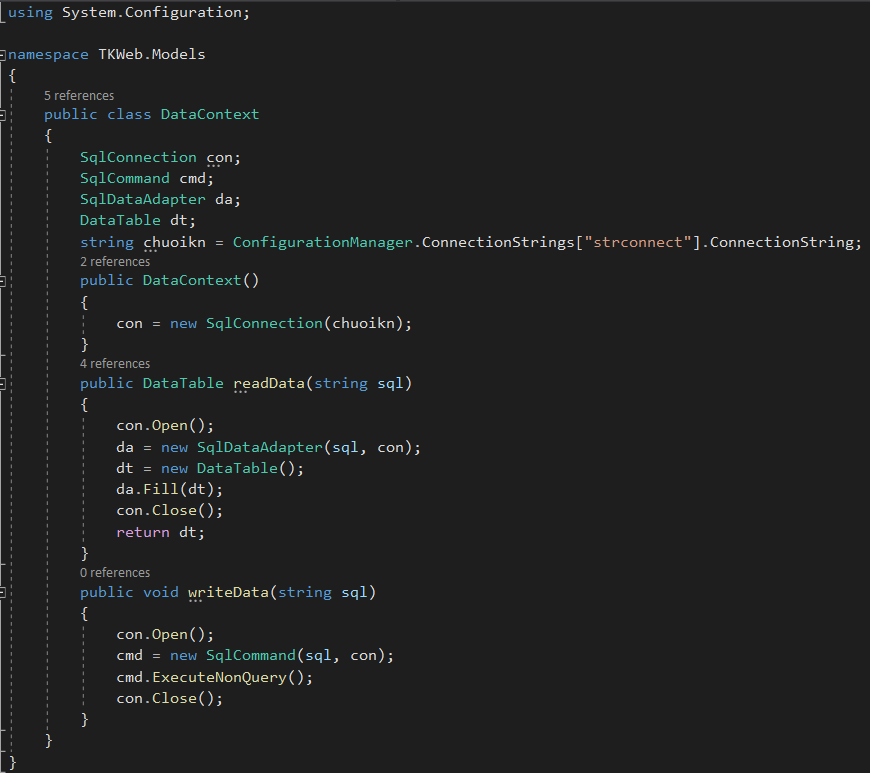 using System.Configuration;
namespace TKWeb.Models
{
5 references
public class DataContext
{
SqlConnection con;
SqlCommand cmd;
SqlDataAdapter da;
DataTable dt;
string chuoikn = ConfigurationManager.ConnectionStrings["strconnect"].ConnectionString;
2 references
public DataContext()
{
con = new SqlConnection(chuoikn);
}
4 references
public DataTable readData(string sql)
{
con.Open();
da = new SqlDataAdapter(sql, con);
dt = new DataTable();
da.Fill(dt);
con.Close();
return dt;
}
0 references
public void writeData(string sql)
{
con.Open();
cmd = new SqlCommand(sql, con);
cmd.ExecuteNonQuery();
con.Close();
}
}
}